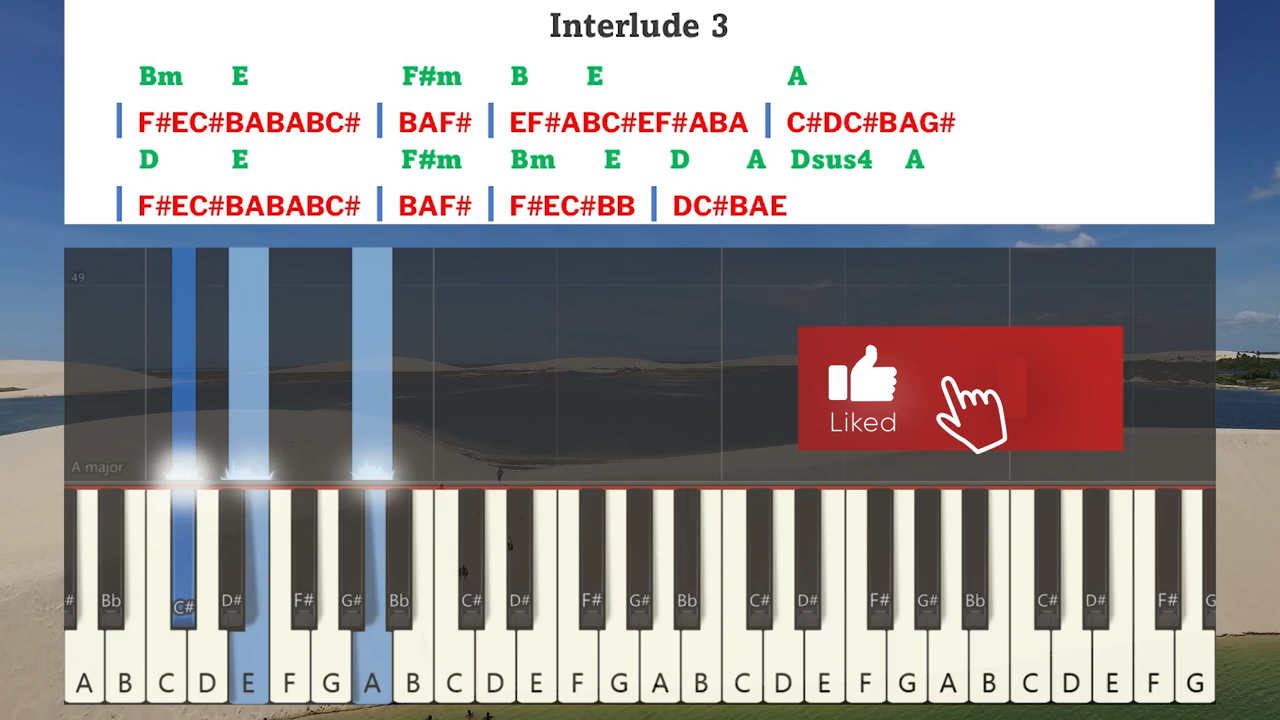 Interlude 3
Bm E F#m B E A
| F#EC#BABABC# | BAF# | EF#ABC#EF#ABA | C#DC#BAG#
D E F#m Bm E D A Dsus4 A
| F#EC#BABABC# | BAF# | F#EC#BB | DC#BAE
49
Liked
A major
# Bb C# D# F# G# Bb C# D# F# G# Bb C# D# F# G# Bb C# D# F# G
A B C D E F G A B C D E F G A B C D E F G A B C D E F G